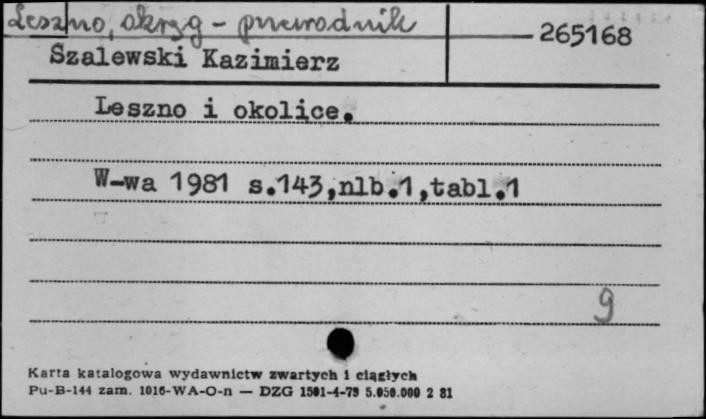 Leszno, okręg - przewodnik
265168
Szalewski Kazimierz
Leszno i okolice.
W-wa 1981 s.143,nlb.1,tabl.1
9
Karta katalogowa wydawnictw zwartych i ciągłych
Pu-B-144 zam. 1016-WA-O-n — DZG 1501-4-79 5.050.000 2 81